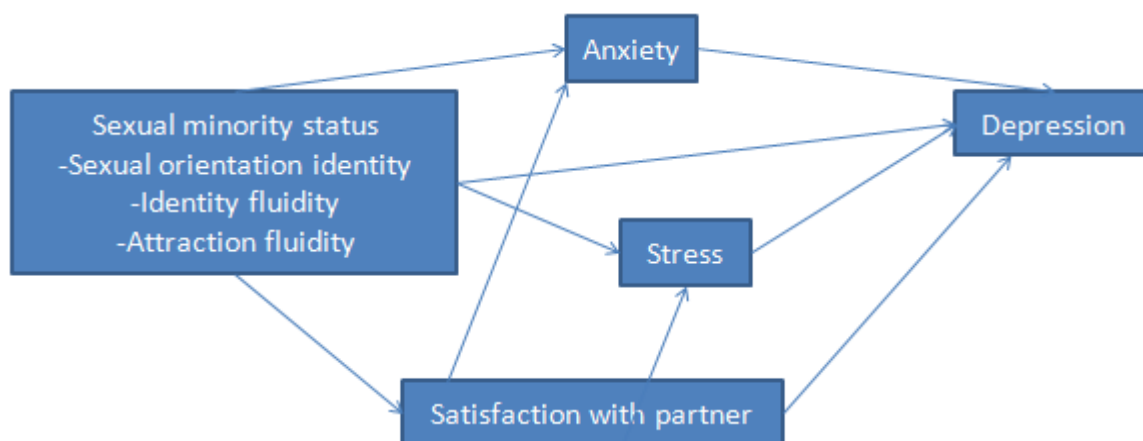 Anxiety
Sexual minority status
-Sexual orientation identity
-Identity fluidity
-Attraction fluidity
Depression
Stress
Satisfaction with partner